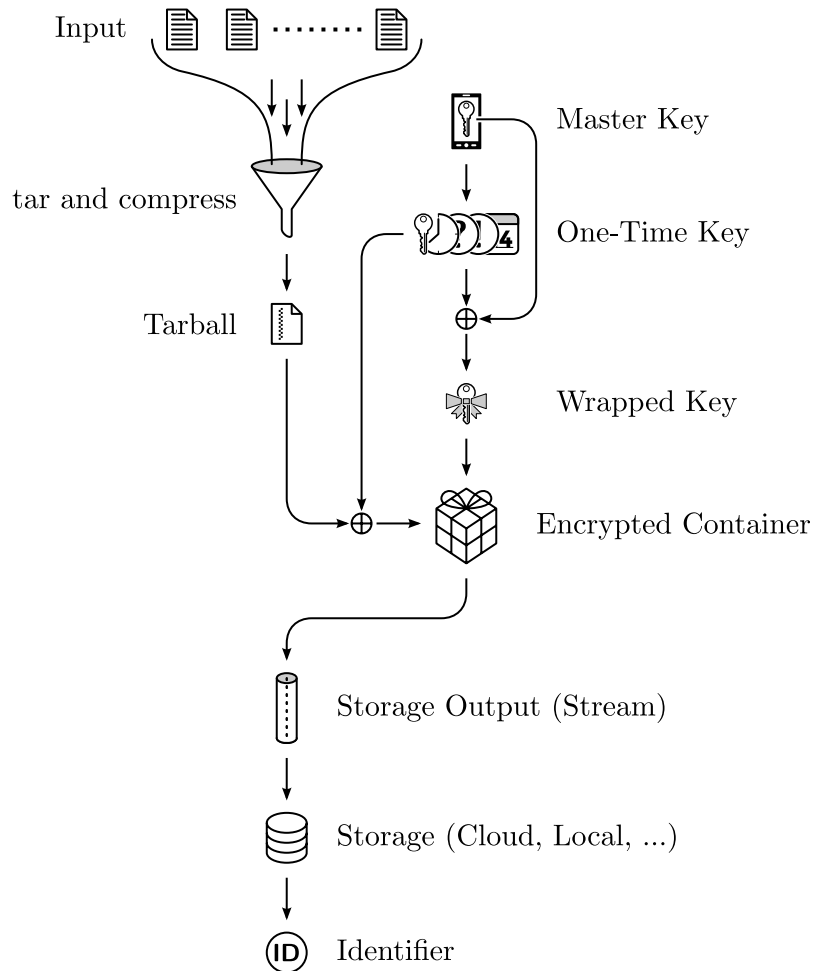 Input
Master Key
tar and compress
One-Time Key
4
Tarball
Wrapped Key
Encrypted Container
Storage Output (Stream)
Storage (Cloud, Local, ...)
ID
Identifier